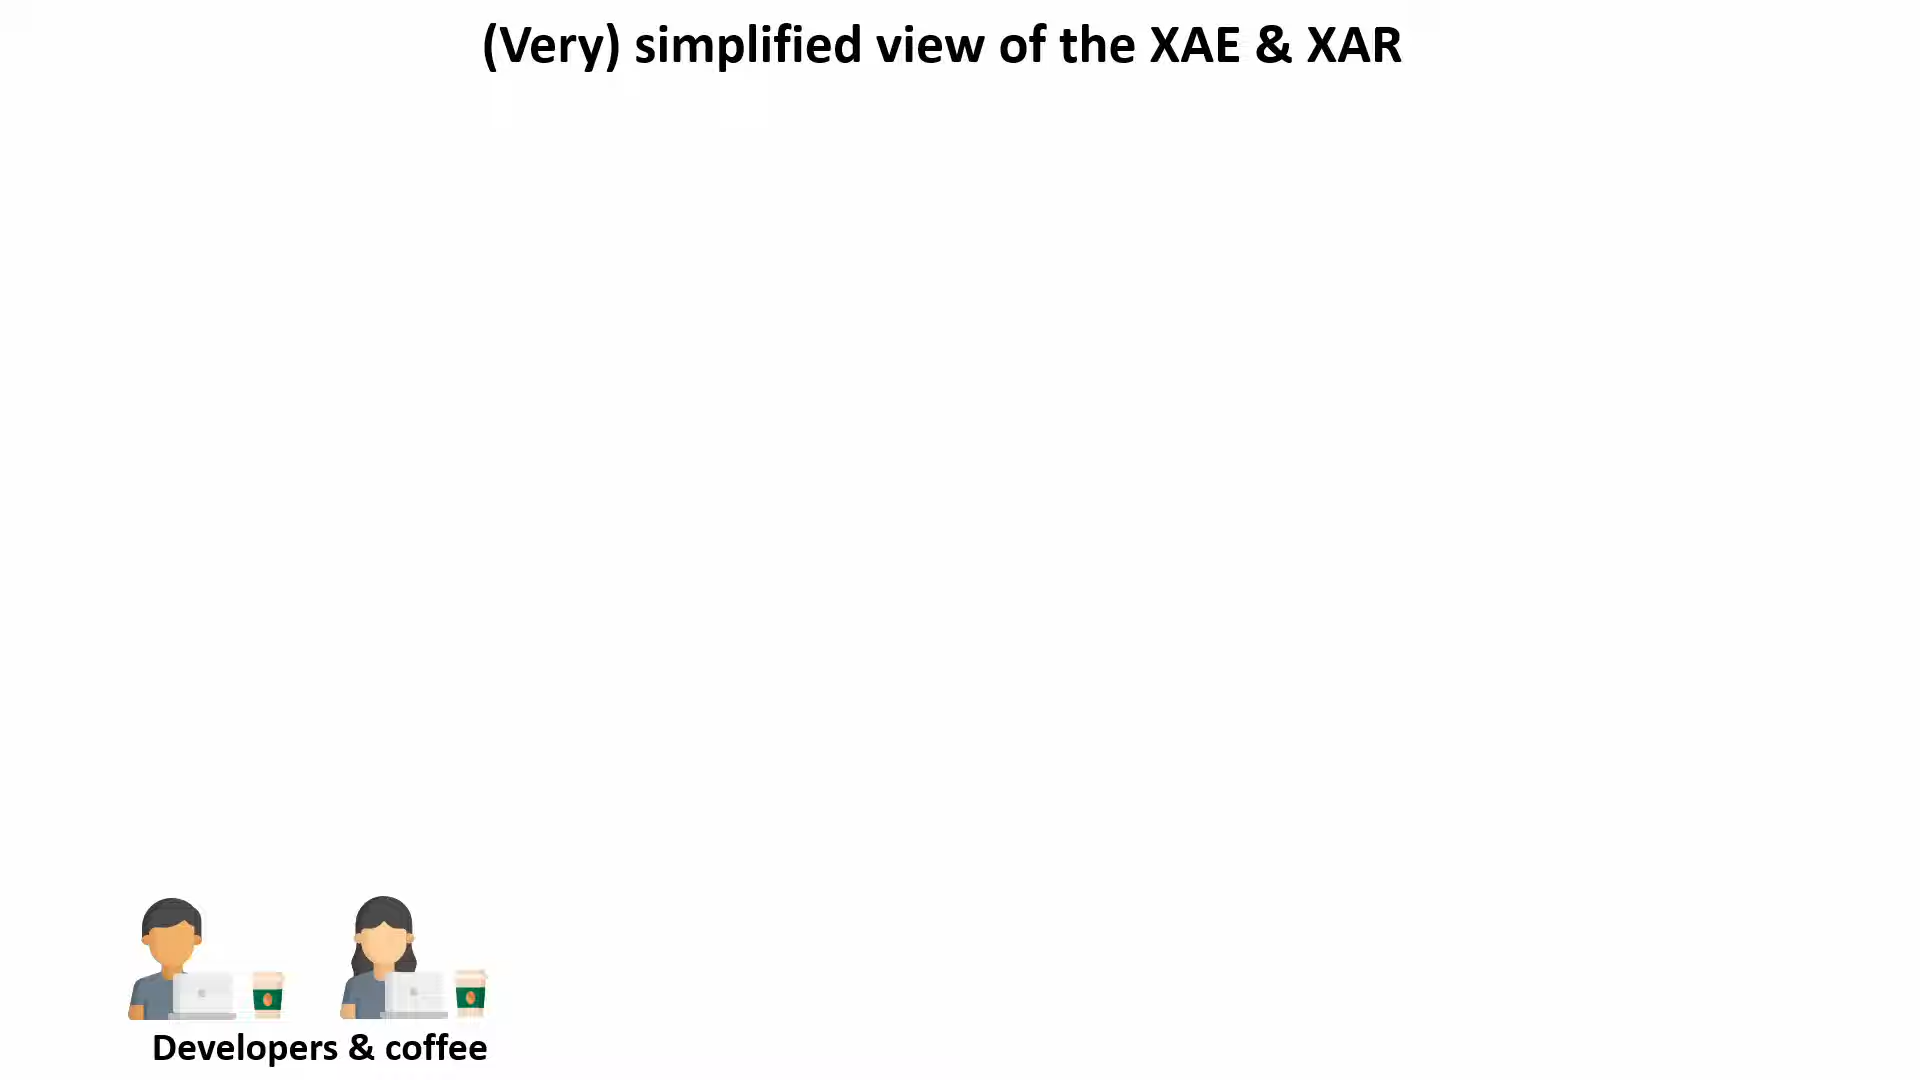 (Very) simplified view of the XAE & XAR
Developers & coffee